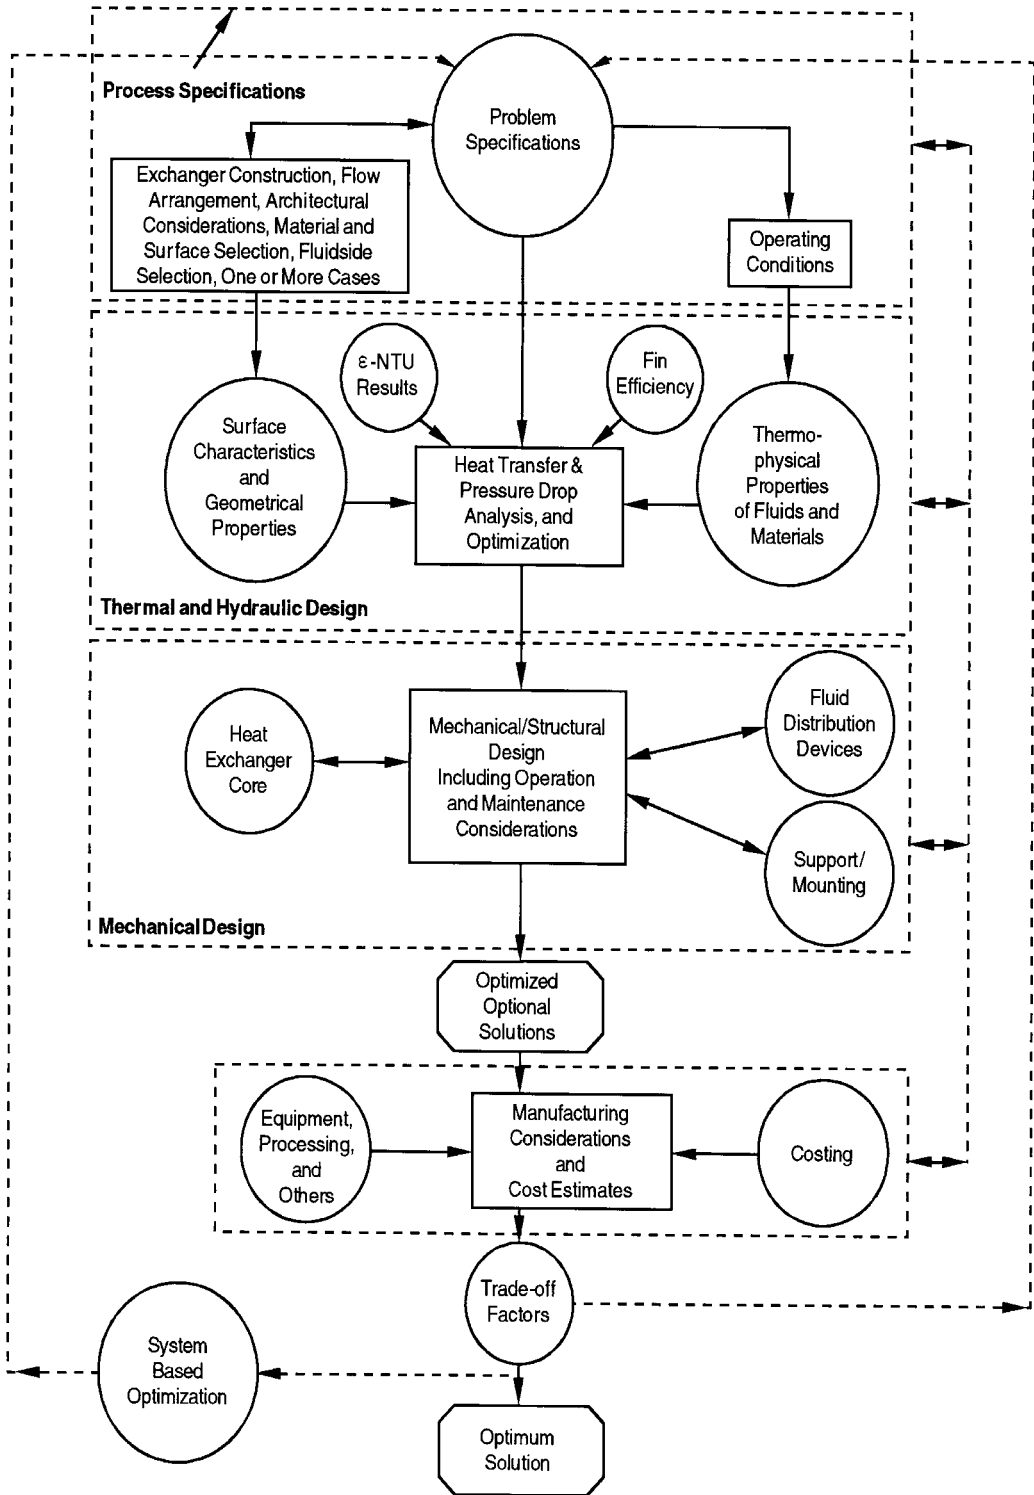 Process Specifications
Problem
Specifications
Exchanger Construction, Flow
Arrangement, Architectural
Considerations, Material and
Surface Selection, Fluidside
Selection, One or More Cases
Operating
Conditions
ε-NTU
Results
Fin
Efficiency
Surface
Characteristics
and
Geometrical
Properties
Heat Transfer &
Pressure Drop
Analysis, and
Optimization
Thermo-
physical
Properties
of Fluids and
Materials
Thermal and Hydraulic Design
Heat
Exchanger
Core
Mechanical/Structural
Design
Including Operation
and Maintenance
Considerations
Fluid
Distribution
Devices
Support/
Mounting
Mechanical Design
Optimized
Optional
Solutions
Equipment,
Processing,
and
Others
Manufacturing
Considerations
and
Cost Estimates
Costing
Trade-off
Factors
System
Based
Optimization
Optimum
Solution